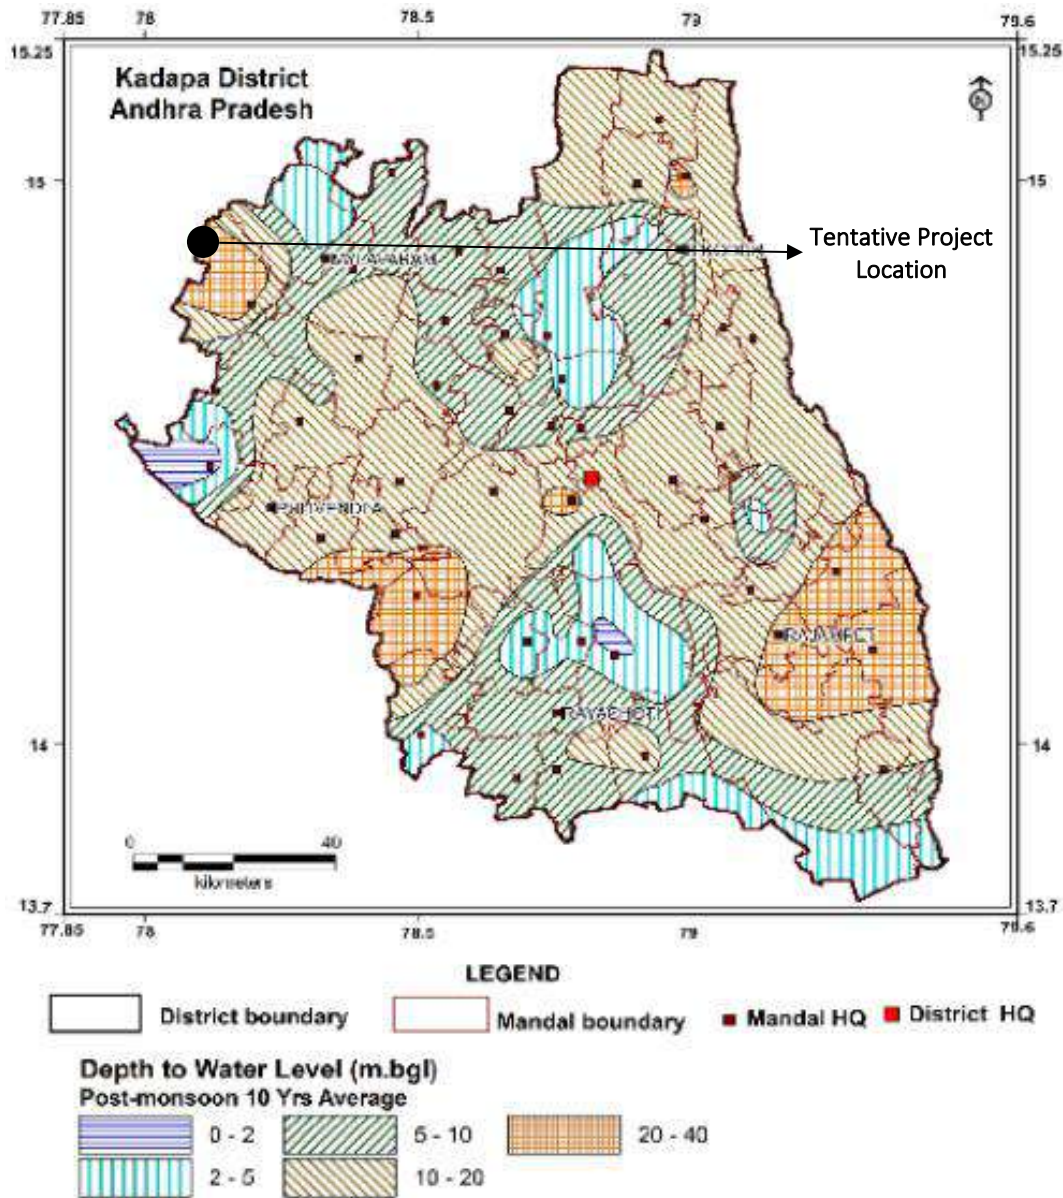 77.85 78 78.5 79 79.6
15.25 15.25
Kadapa District
Andhra Pradesh
N
15 15
Tentative Project
Location
MYLAVARAM
RAJAMPET
RAYACHOTI
14 14
0 40
kilometers
13.7 13.7
77.85 78 78.5 79 79.6
LEGEND
District boundary Mandal boundary Mandal HQ District HQ
Depth to Water Level (m.bgl)
Post-monsoon 10 Yrs Average
0 - 2 5 - 10 20 - 40
2 - 5 10 - 20